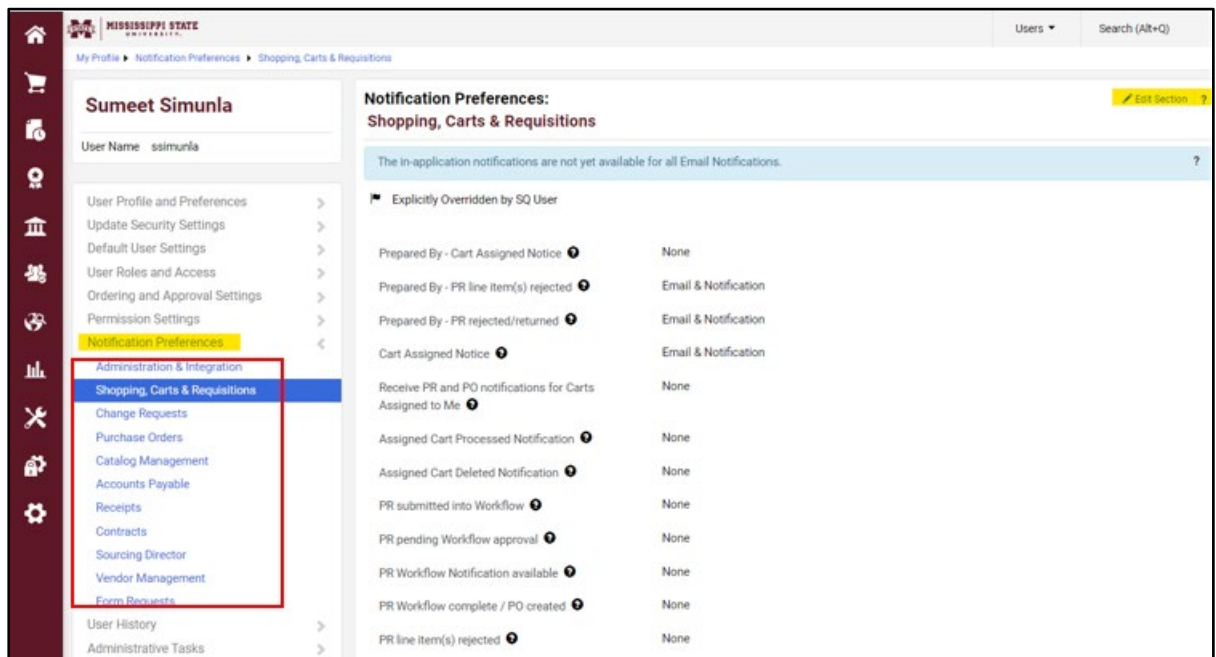 MISSISSIPPI STATE
UNIVERSITY.
Users
Search (Alt+Q)
My Profile Notification Preferences Shopping, Carts & Requisitions
Sumeet Simunla
User Name ssimunla
User Profile and Preferences
Update Security Settings
Default User Settings
User Roles and Access
Ordering and Approval Settings
Permission Settings
Notification Preferences
Administration & Integration
Shopping, Carts & Requisitions
Change Requests
Purchase Orders
Catalog Management
Accounts Payable
Receipts
Contracts
Sourcing Director
Vendor Management
Form Requests
User History
Administrative Tasks
Notification Preferences:
Shopping, Carts & Requisitions
Edit Section ?
The in-application notifications are not yet available for all Email Notifications. ?
Explicitly Overridden by SQ User
Prepared By - Cart Assigned Notice ? None
Prepared By - PR line item(s) rejected ? Email & Notification
Prepared By - PR rejected/returned ? Email & Notification
Cart Assigned Notice ? Email & Notification
Receive PR and PO notifications for Carts None
Assigned to Me ?
Assigned Cart Processed Notification ? None
Assigned Cart Deleted Notification ? None
PR submitted into Workflow ? None
PR pending Workflow approval ? None
PR Workflow Notification available ? None
PR Workflow complete / PO created ? None
PR line item(s) rejected ? None